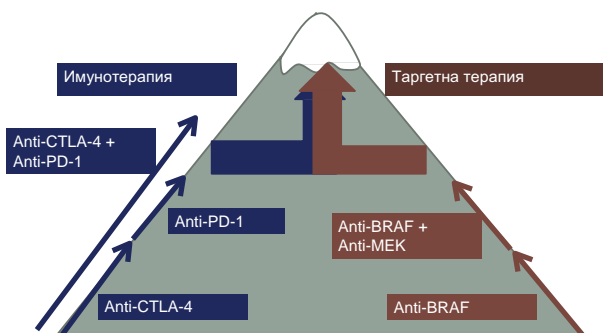 Имунотерапия
Таргетна терапия
Anti-CTLA-4 +
Anti-PD-1
Anti-PD-1
Anti-BRAF +
Anti-MEK
Anti-CTLA-4
Anti-BRAF